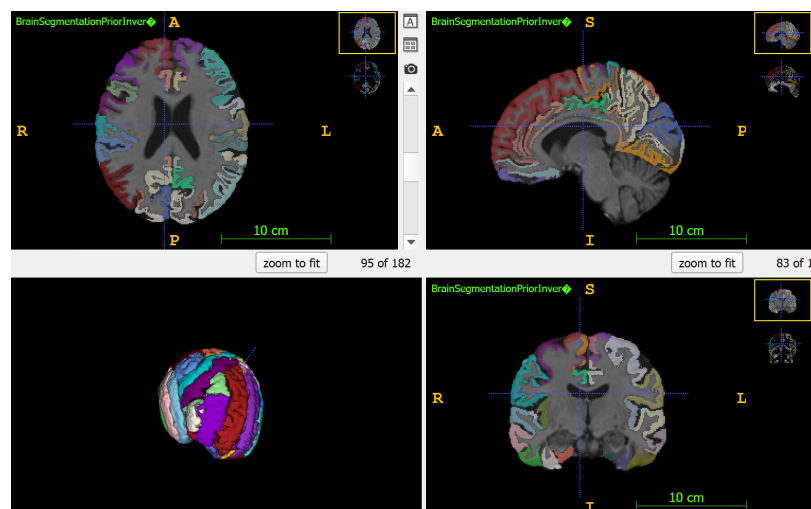 BrainSegmentationPriorInver�
A
A
R
L
10 cm
P
zoom to fit
95 of 182
BrainSegmentationPriorInver�
S
A
P
10 cm
I
zoom to fit
83 of 1
BrainSegmentationPriorInver�
S
R
L
10 cm
I